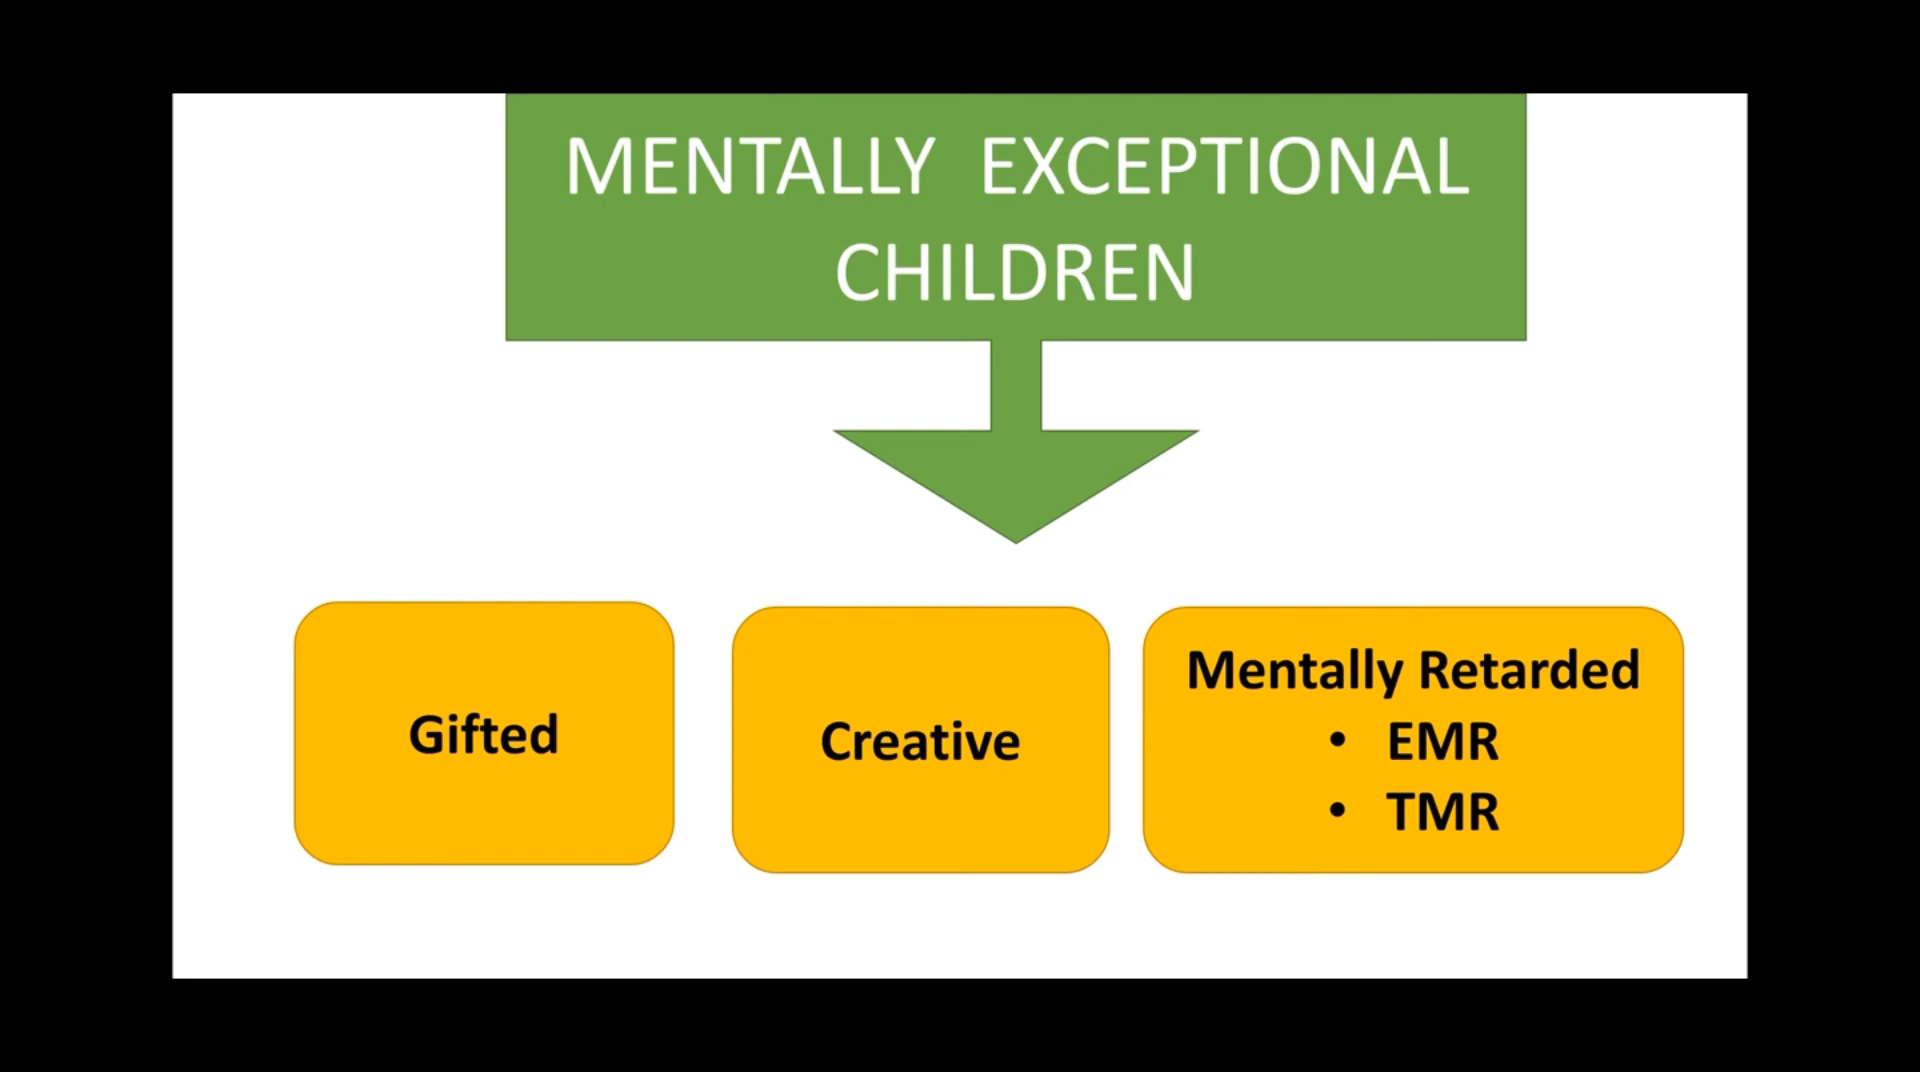 MENTALLY EXCEPTIONAL
CHILDREN
Gifted
Creative
Mentally Retarded
• EMR
• TMR